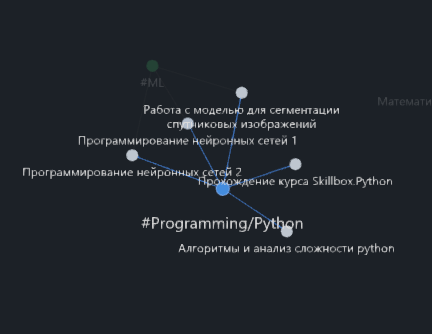 #ML
Математи
Работа с моделью для сегментации
спутниковых изображений
Программирование нейронных сетей 1
Программирование нейронных сетей 2
Прохождение курса Skillbox.Python
#Programming/Python
Алгоритмы и анализ сложности python